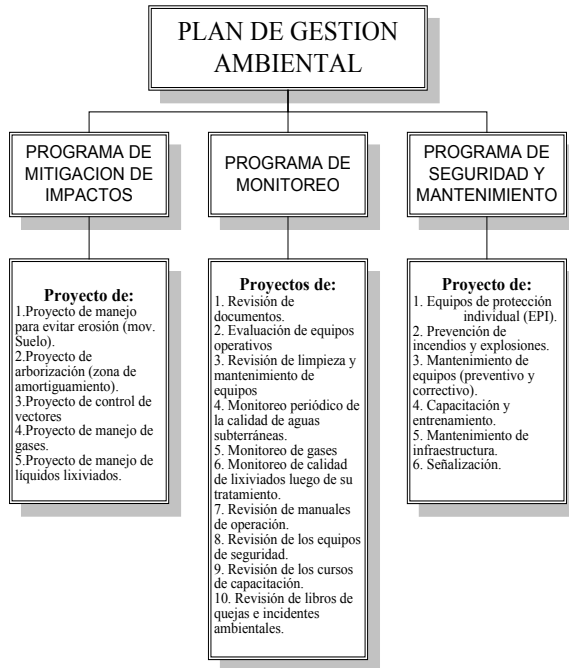 PLAN DE GESTION
AMBIENTAL
PROGRAMA DE
MITIGACION DE
IMPACTOS
PROGRAMA DE
MONITOREO
PROGRAMA DE
SEGURIDAD Y
MANTENIMIENTO
Proyecto de:
1.Proyecto de manejo
para evitar erosión (mov.
Suelo).
2.Proyecto de
arborización (zona de
amortiguamiento).
3.Proyecto de control de
vectores
4.Proyecto de manejo de
gases.
5.Proyecto de manejo de
líquidos lixiviados.
Proyectos de:
1. Revisión de
documentos.
2. Evaluación de equipos
operativos
3. Revisión de limpieza y
mantenimiento de
equipos
4. Monitoreo periódico de
la calidad de aguas
subterráneas.
5. Monitoreo de gases
6. Monitoreo de calidad
de lixiviados luego de su
tratamiento.
7. Revisión de manuales
de operación.
8. Revisión de los equipos
de seguridad.
9. Revisión de los cursos
de capacitación.
10. Revisión de libros de
quejas e incidentes
ambientales.
Proyecto de:
1. Equipos de protección
individual (EPI).
2. Prevención de
incendios y explosiones.
3. Mantenimiento de
equipos (preventivo y
correctivo).
4. Capacitación y
entrenamiento.
5. Mantenimiento de
infraestructura.
6. Señalización.